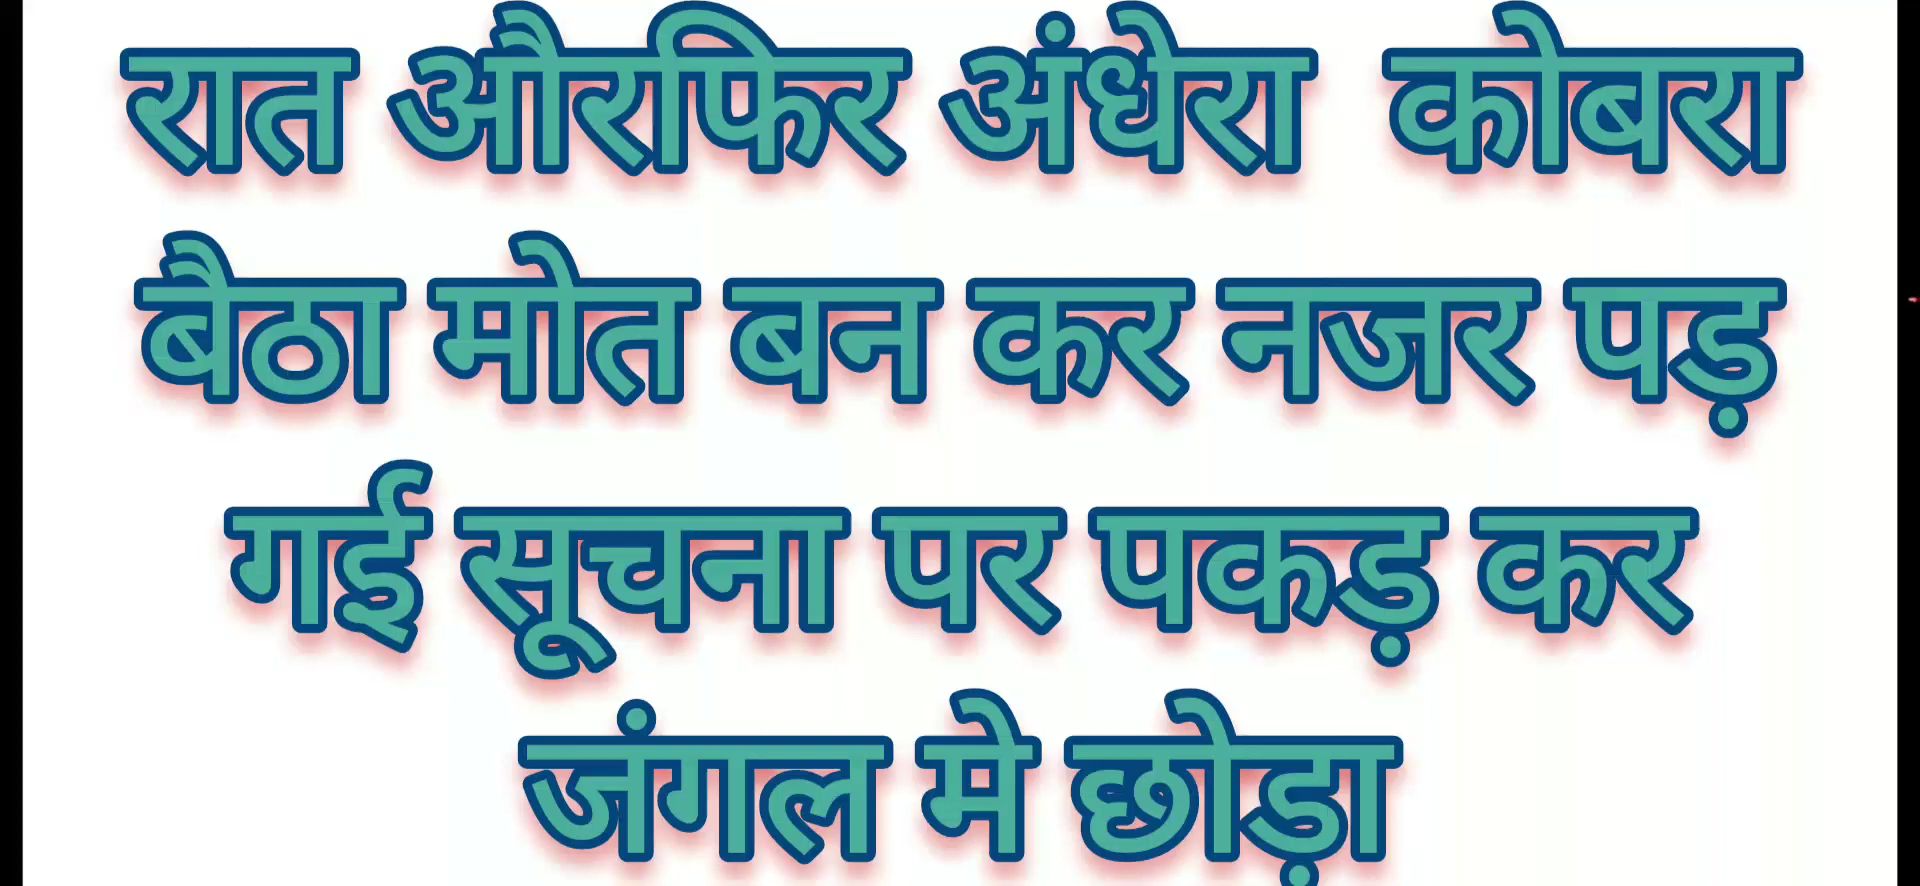 रात औरफिर अंधेरा कोबरा
बैठा मोत बन कर नजर पड़
गई सूचना पर पकड़ कर
जंगल मे छोड़ा